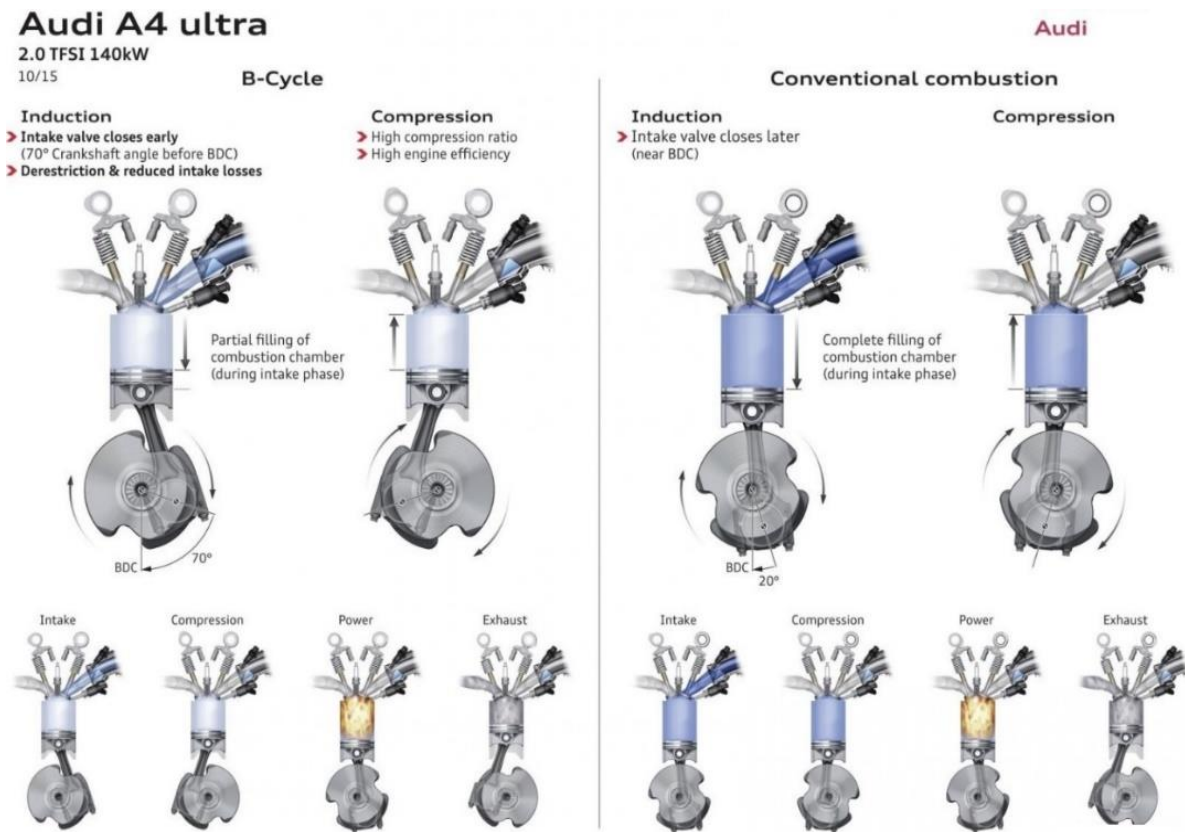 Audi A4 ultra
2.0 TFSI 140kW
10/15
Audi
B-Cycle
Induction
Intake valve closes early
(70° Crankshaft angle before BDC)
Derestriction & reduced intake losses
Compression
High compression ratio
High engine efficiency
Partial filling of
combustion chamber
(during intake phase)
BDC
70°
Intake
Compression
Power
Exhaust
Conventional combustion
Induction
Intake valve closes later
(near BDC)
Compression
Complete filling of
combustion chamber
(during intake phase)
BDC
20°
Intake
Compression
Power
Exhaust